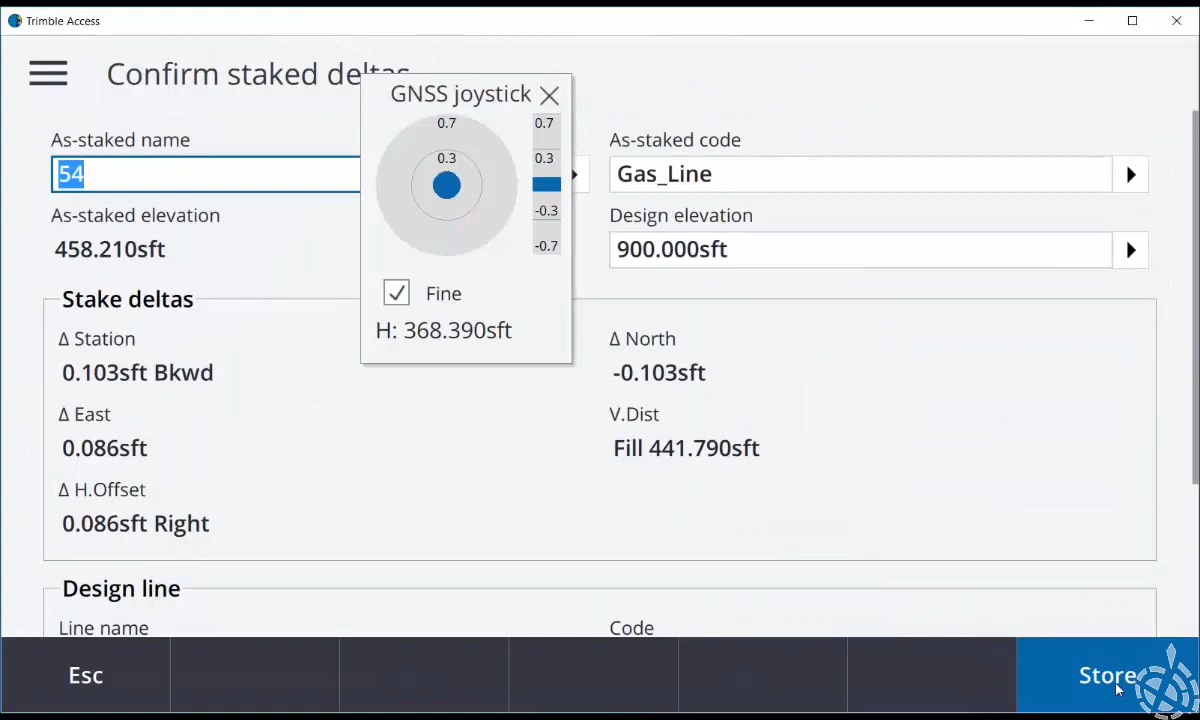 Trimble Access
Confirm staked deltas
GNSS joystick
0.7
0.3
0.7
0.3
-0.3
-0.7
Fine
H: 368.390sft
As-staked name
54
As-staked code
Gas_Line
As-staked elevation
458.210sft
Design elevation
900.000sft
Stake deltas
Δ Station
0.103sft Bkwd
Δ North
-0.103sft
Δ East
0.086sft
V.Dist
Fill 441.790sft
Δ H.Offset
0.086sft Right
Design line
Line name
Code
Esc
Store